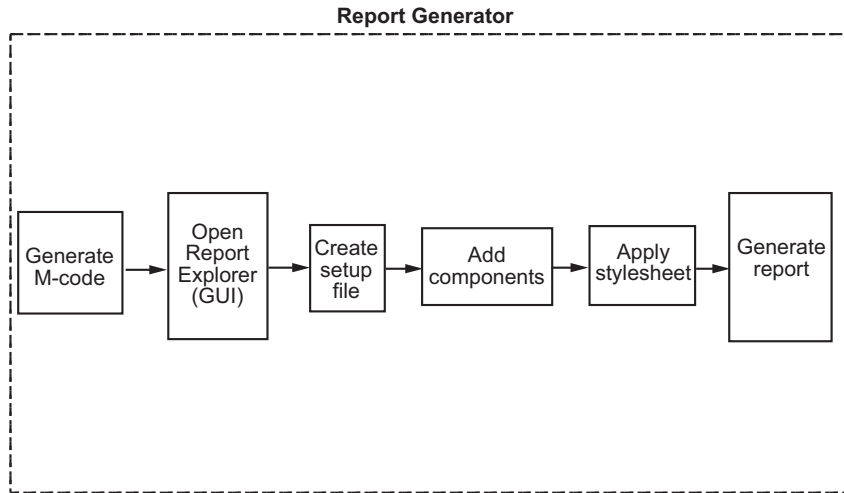 Report Generator
Generate
M-code
Open
Report
Explorer
(GUI)
Create
setup
file
Add
components
Apply
stylesheet
Generate
report